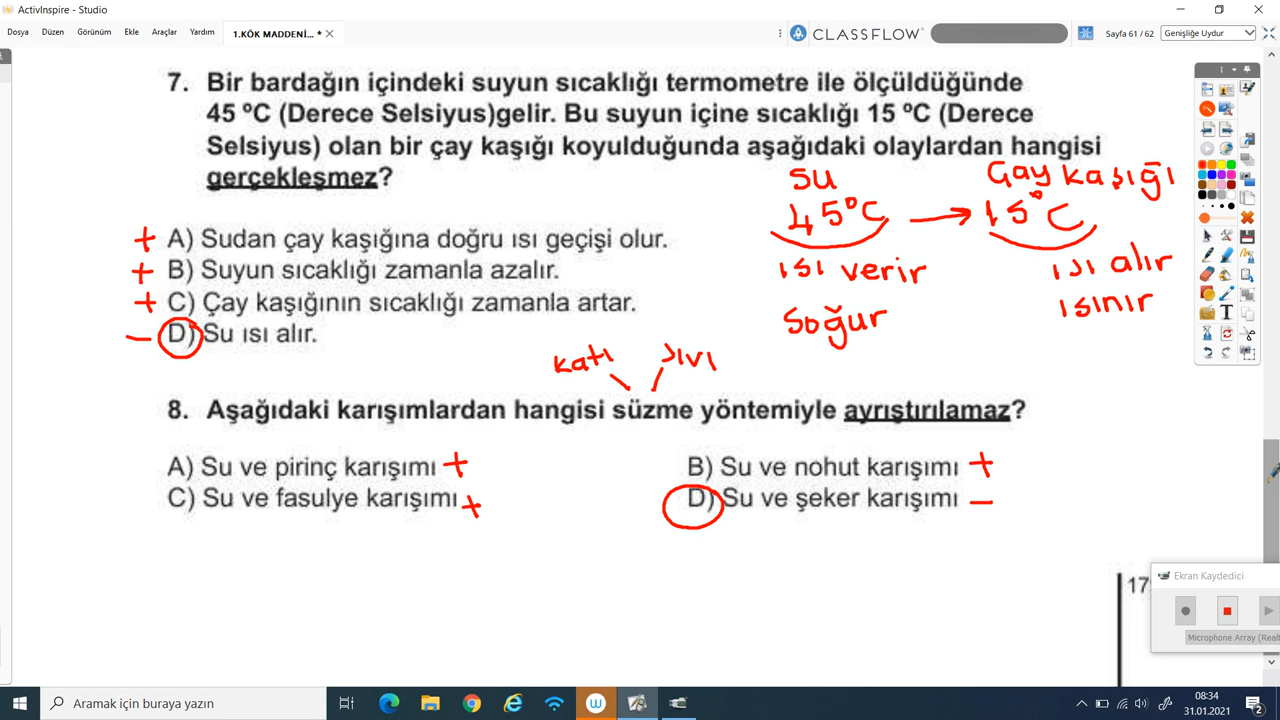 ActivInspire - Studio
Dosya Düzen Görünüm Ekle Araçlar Yardım 1.KÖK MADDENİ... * CLASSFLOW Sayfa 61 / 62 Genişliğe Uydur
7. Bir bardağın içindeki suyun sıcaklığı termometre ile ölçüldüğünde
45 ºC (Derece Selsiyus)gelir. Bu suyun içine sıcaklığı 15 ºC (Derece
Selsiyus) olan bir çay kaşığı koyulduğunda aşağıdaki olaylardan hangisi
gerçekleşmez?
su Çay kaşığı
45°C → 15°C
+ A) Sudan çay kaşığına doğru ısı geçişi olur.
+ B) Suyun sıcaklığı zamanla azalır.
ısı verir ısı alır
+ C) Çay kaşığının sıcaklığı zamanla artar.
soğur ısınır
- D) Su ısı alır.
katı sıvı
8. Aşağıdaki karışımlardan hangisi süzme yöntemiyle ayrıştırılamaz?
A) Su ve pirinç karışımı + B) Su ve nohut karışımı +
C) Su ve fasulye karışımı + D) Su ve şeker karışımı -
17
Ekran Kaydedici
Microphone Array (Realt
Aramak için buraya yazın
08:34
31.01.2021
2